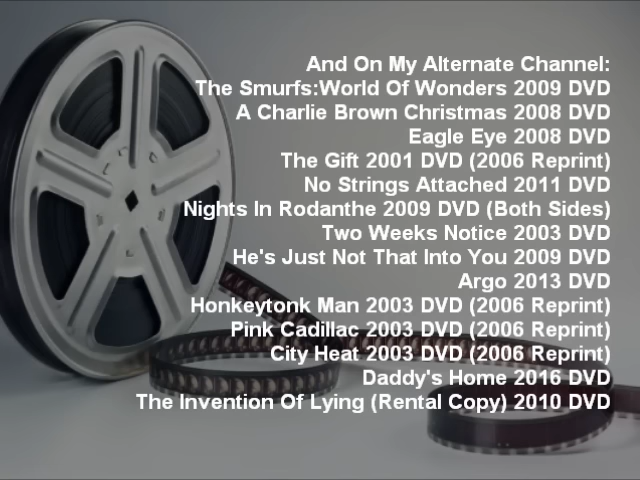 And On My Alternate Channel:
The Smurfs:World Of Wonders 2009 DVD
A Charlie Brown Christmas 2008 DVD
Eagle Eye 2008 DVD
The Gift 2001 DVD (2006 Reprint)
No Strings Attached 2011 DVD
Nights In Rodanthe 2009 DVD (Both Sides)
Two Weeks Notice 2003 DVD
He's Just Not That Into You 2009 DVD
Argo 2013 DVD
Honkeytonk Man 2003 DVD (2006 Reprint)
Pink Cadillac 2003 DVD (2006 Reprint)
City Heat 2003 DVD (2006 Reprint)
Daddy's Home 2016 DVD
The Invention Of Lying (Rental Copy) 2010 DVD